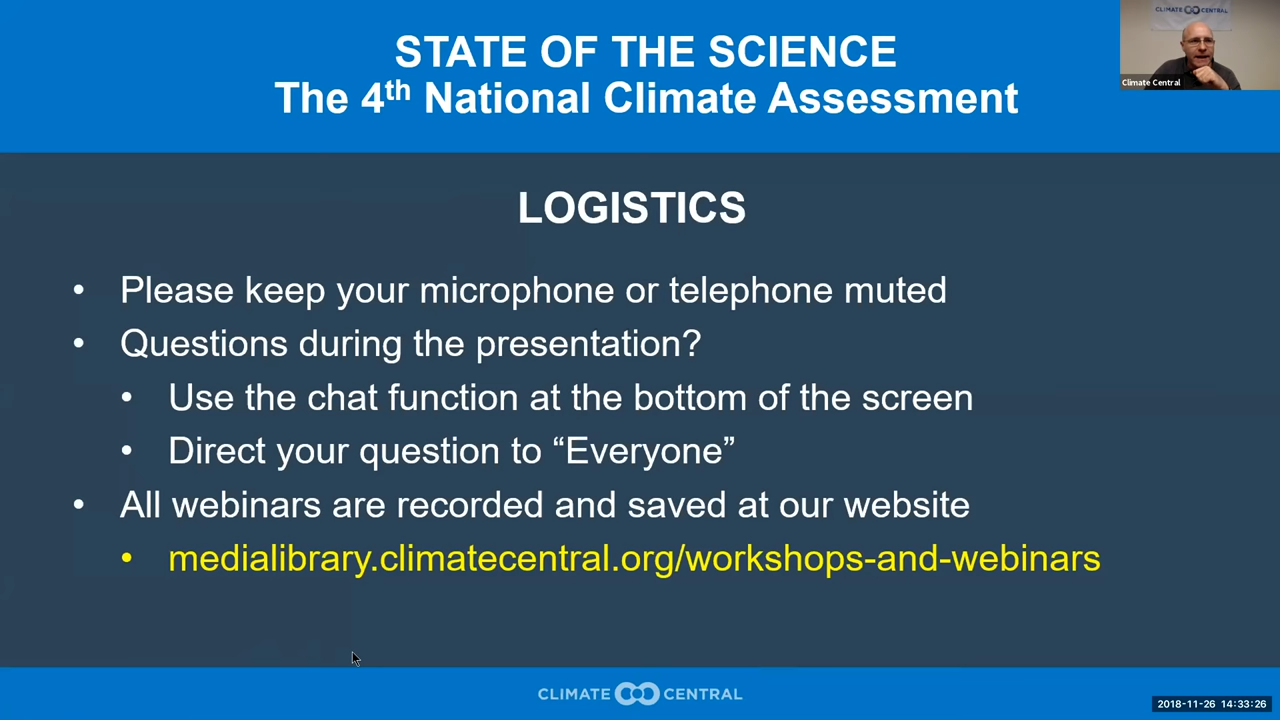 STATE OF THE SCIENCE
The 4th National Climate Assessment
CLIMATE CENTRAL
Climate Central
LOGISTICS
• Please keep your microphone or telephone muted
• Questions during the presentation?
• Use the chat function at the bottom of the screen
• Direct your question to “Everyone”
• All webinars are recorded and saved at our website
• medialibrary.climatecentral.org/workshops-and-webinars
CLIMATE CENTRAL
2018-11-26 14:33:26